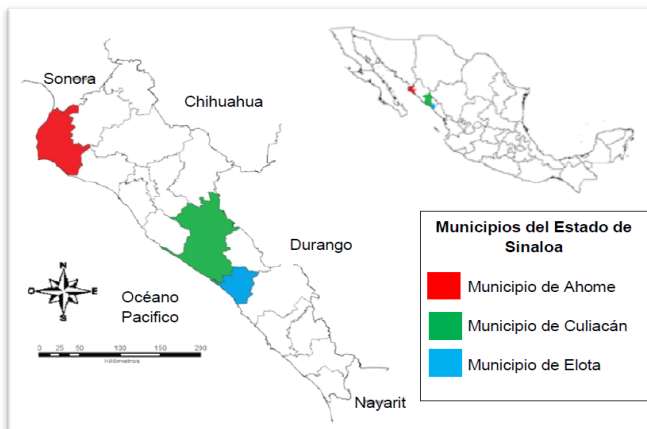 Sonora
Chihuahua
Durango
Océano
Pacifico
Nayarit
N
O
E
S
0 25 50 100 150 200
Kilómetros
Municipios del Estado de
Sinaloa
Municipio de Ahome
Municipio de Culiacán
Municipio de Elota